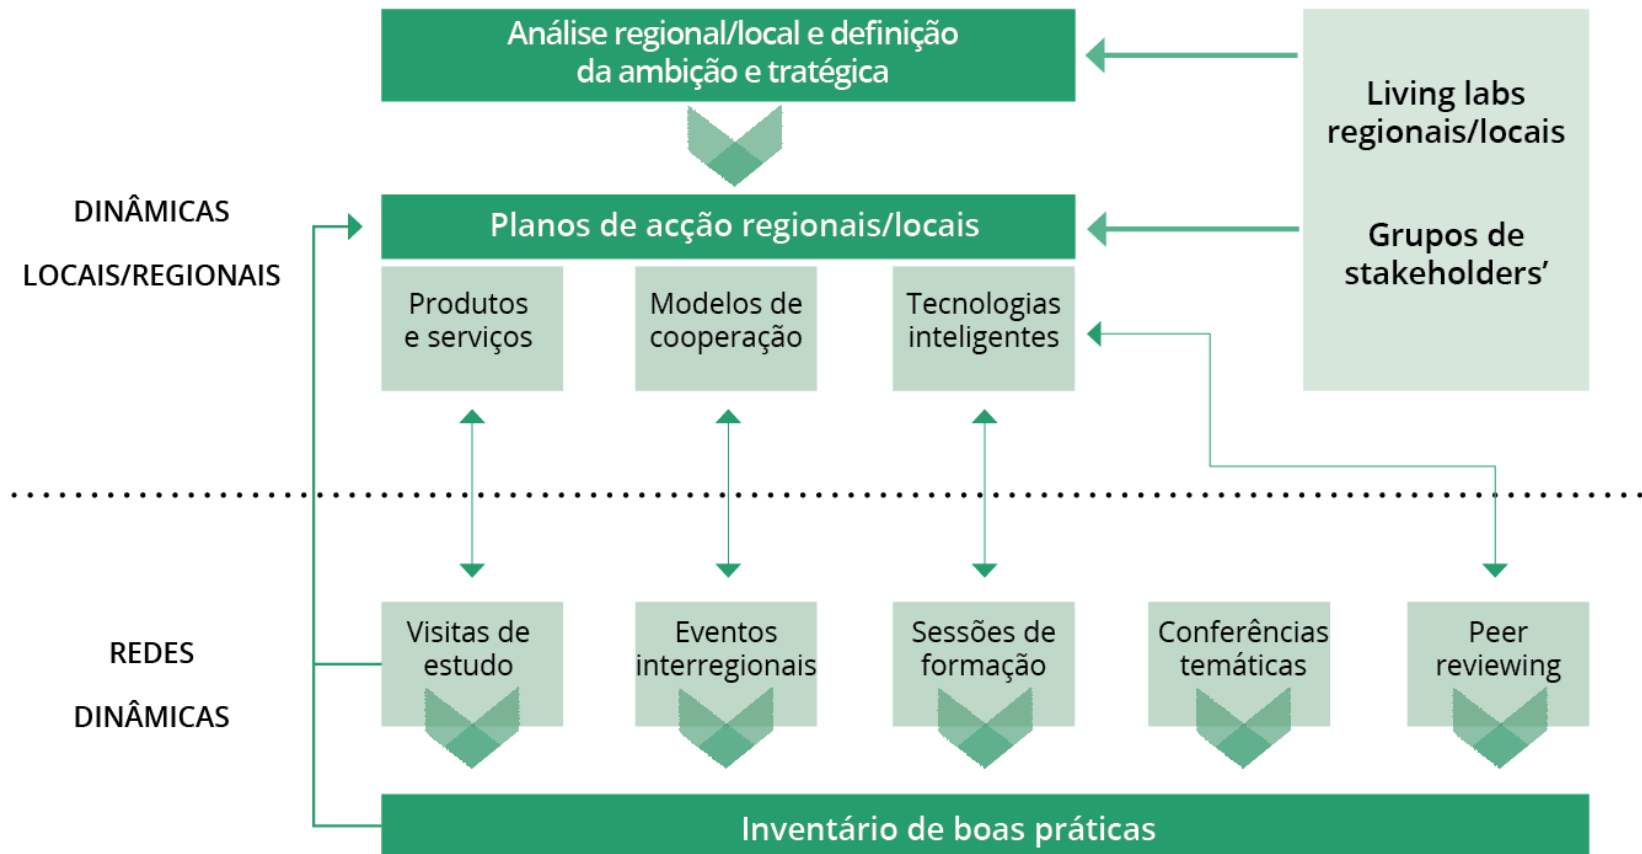 Análise regional/local e definição
da ambição e tratégica
Living labs
regionais/locais
Grupos de
stakeholders’
DINÂMICAS
LOCAIS/REGIONAIS
Planos de acção regionais/locais
Produtos
e serviços
Modelos de
cooperação
Tecnologias
inteligentes
REDES
DINÂMICAS
Visitas de
estudo
Eventos
interregionais
Sessões de
formação
Conferências
temáticas
Peer
reviewing
Inventário de boas práticas